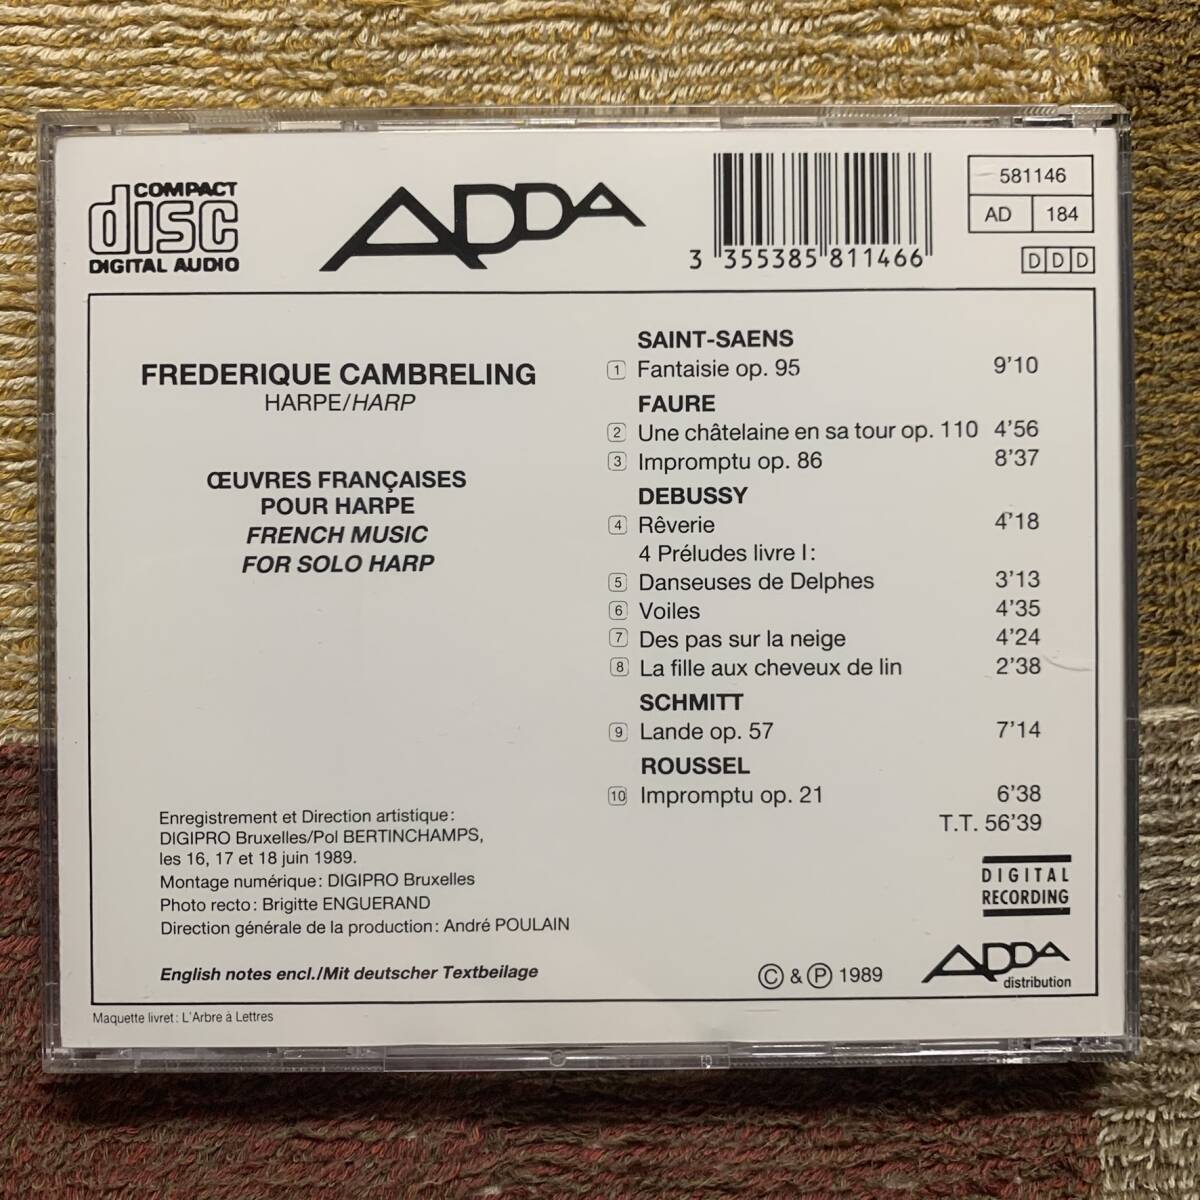 COMPACT
disc
DIGITAL AUDIO
ADDA
3 355385 811466
581146
AD 184
DDD
FREDERIQUE CAMBRELING
HARPE/HARP
ŒUVRES FRANÇAISES
POUR HARPE
FRENCH MUSIC
FOR SOLO HARP
SAINT-SAENS
1 Fantaisie op. 95 9'10
FAURE
2 Une châtelaine en sa tour op. 110 4'56
3 Impromptu op. 86 8'37
DEBUSSY
4 Rêverie 4'18
4 Préludes livre I :
5 Danseuses de Delphes 3'13
6 Voiles 4'35
7 Des pas sur la neige 4'24
8 La fille aux cheveux de lin 2'38
SCHMITT
9 Lande op. 57 7'14
ROUSSEL
10 Impromptu op. 21 6'38
T.T. 56'39
Enregistrement et Direction artistique :
DIGIPRO Bruxelles/Pol BERTINCHAMPS,
les 16, 17 et 18 juin 1989.
Montage numérique : DIGIPRO Bruxelles
Photo recto : Brigitte ENGUERAND
Direction générale de la production : André POULAIN
English notes encl./Mit deutscher Textbeilage
© & ℗ 1989
DIGITAL
RECORDING
ADDA
distribution
Maquette livret : L'Arbre à Lettres